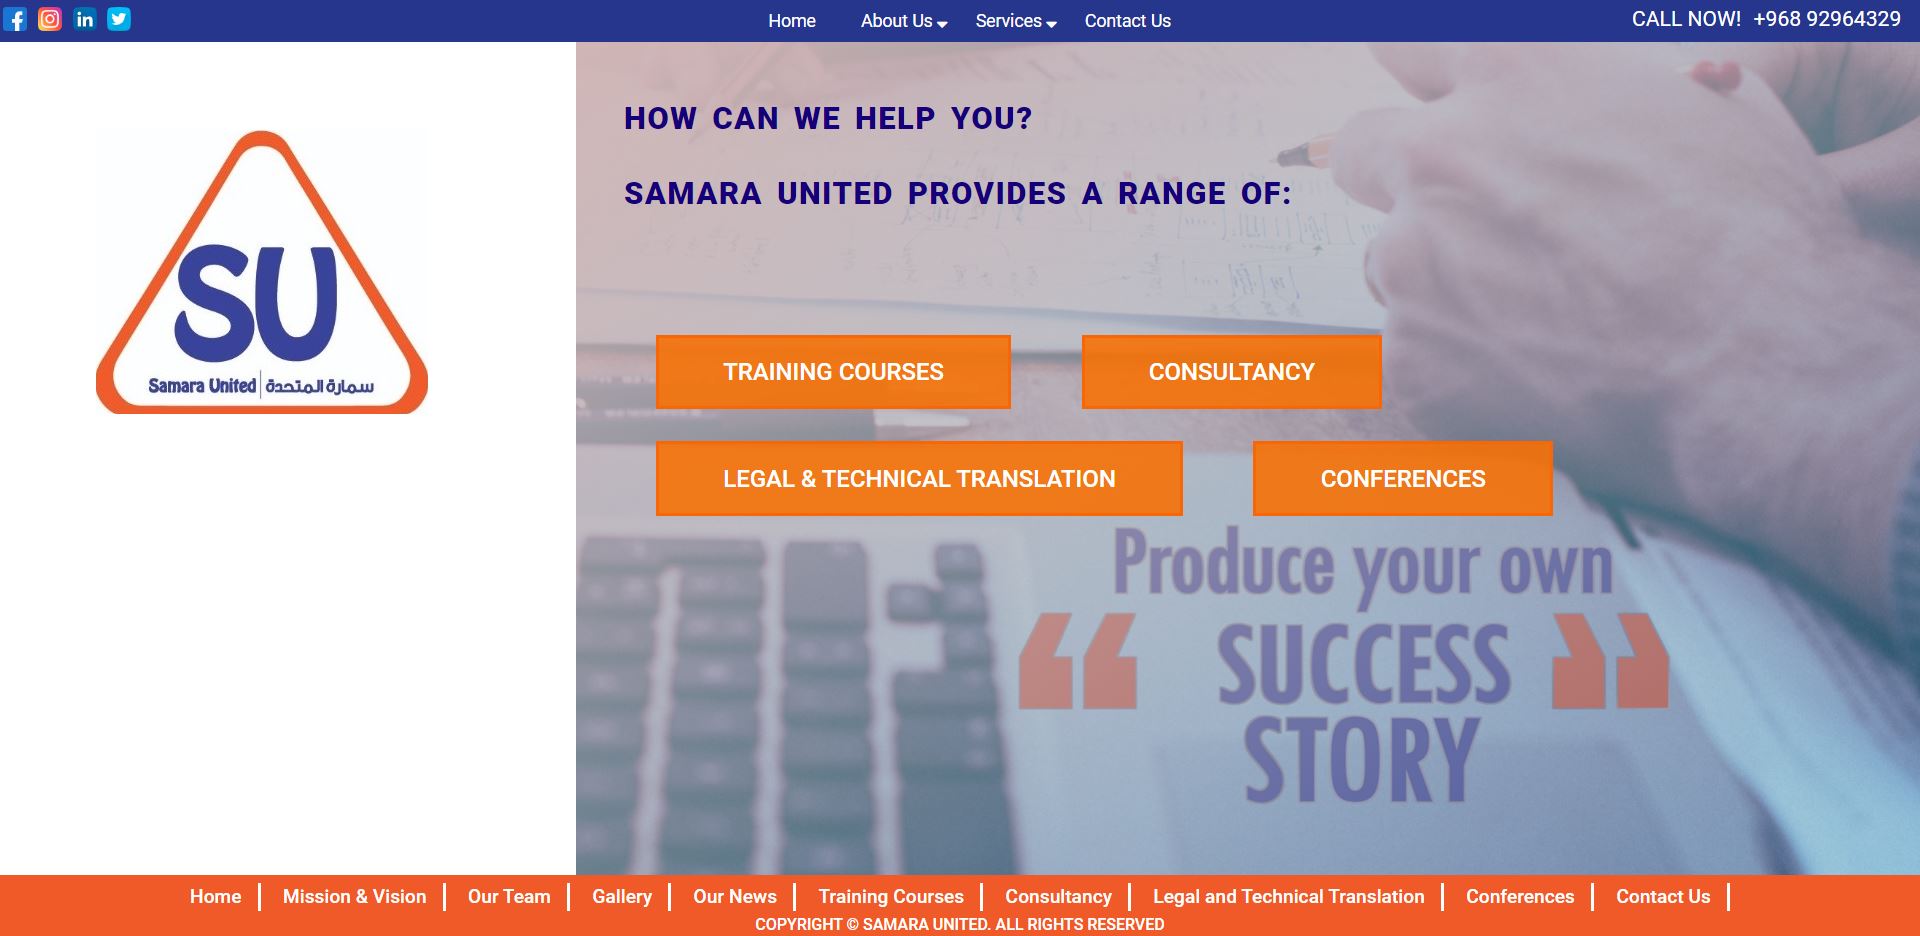 Home About Us Services Contact Us
CALL NOW! +968 92964329
SU
Samara United | سمارة المتحدة
HOW CAN WE HELP YOU?
SAMARA UNITED PROVIDES A RANGE OF:
TRAINING COURSES
CONSULTANCY
LEGAL & TECHNICAL TRANSLATION
CONFERENCES
Produce your own
“ SUCCESS ”
STORY
Home | Mission & Vision | Our Team | Gallery | Our News | Training Courses | Consultancy | Legal and Technical Translation | Conferences | Contact Us |
COPYRIGHT © SAMARA UNITED. ALL RIGHTS RESERVED